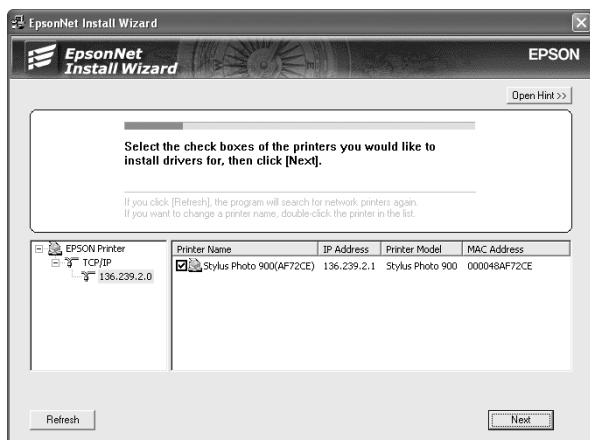 EpsonNet Install Wizard
EpsonNet
Install Wizard
EPSON
Open Hint >>
Select the check boxes of the printers you would like to
install drivers for, then click [Next].
If you click [Refresh], the program will search for network printers again.
If you want to change a printer name, double-click the printer in the list.
EPSON Printer
TCP/IP
136.239.2.0
Printer Name IP Address Printer Model MAC Address
Stylus Photo 900(AF72CE) 136.239.2.1 Stylus Photo 900 000048AF72CE
Refresh
Next